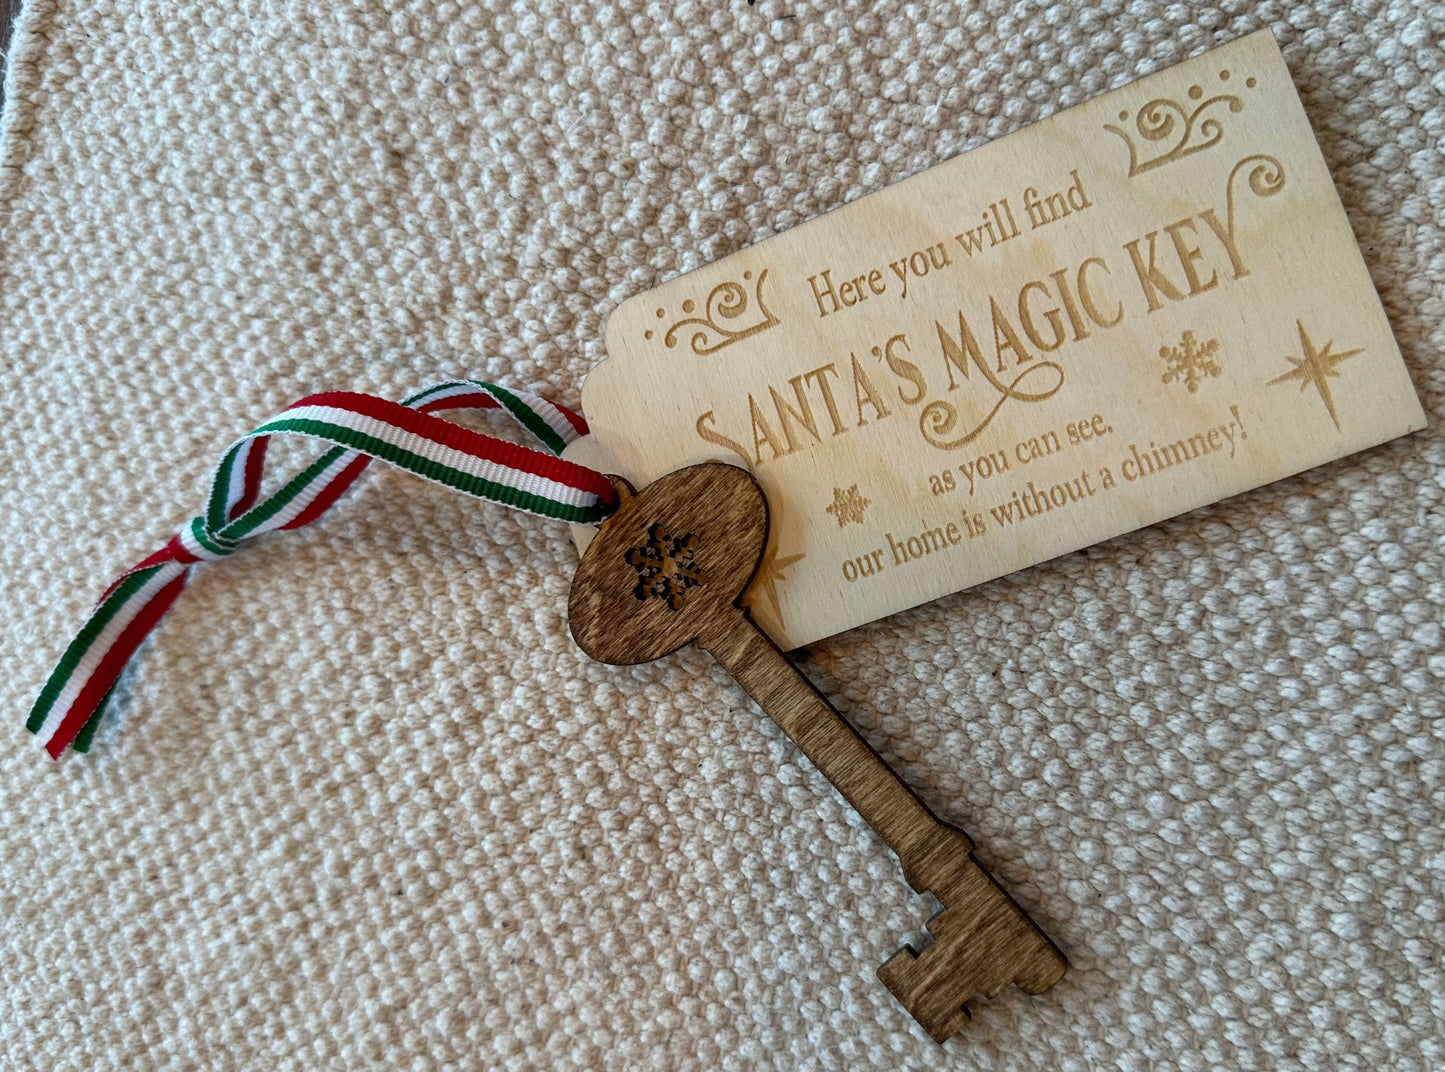 Here you will find
SANTA'S MAGIC KEY
as you can see,
our home is without a chimney!